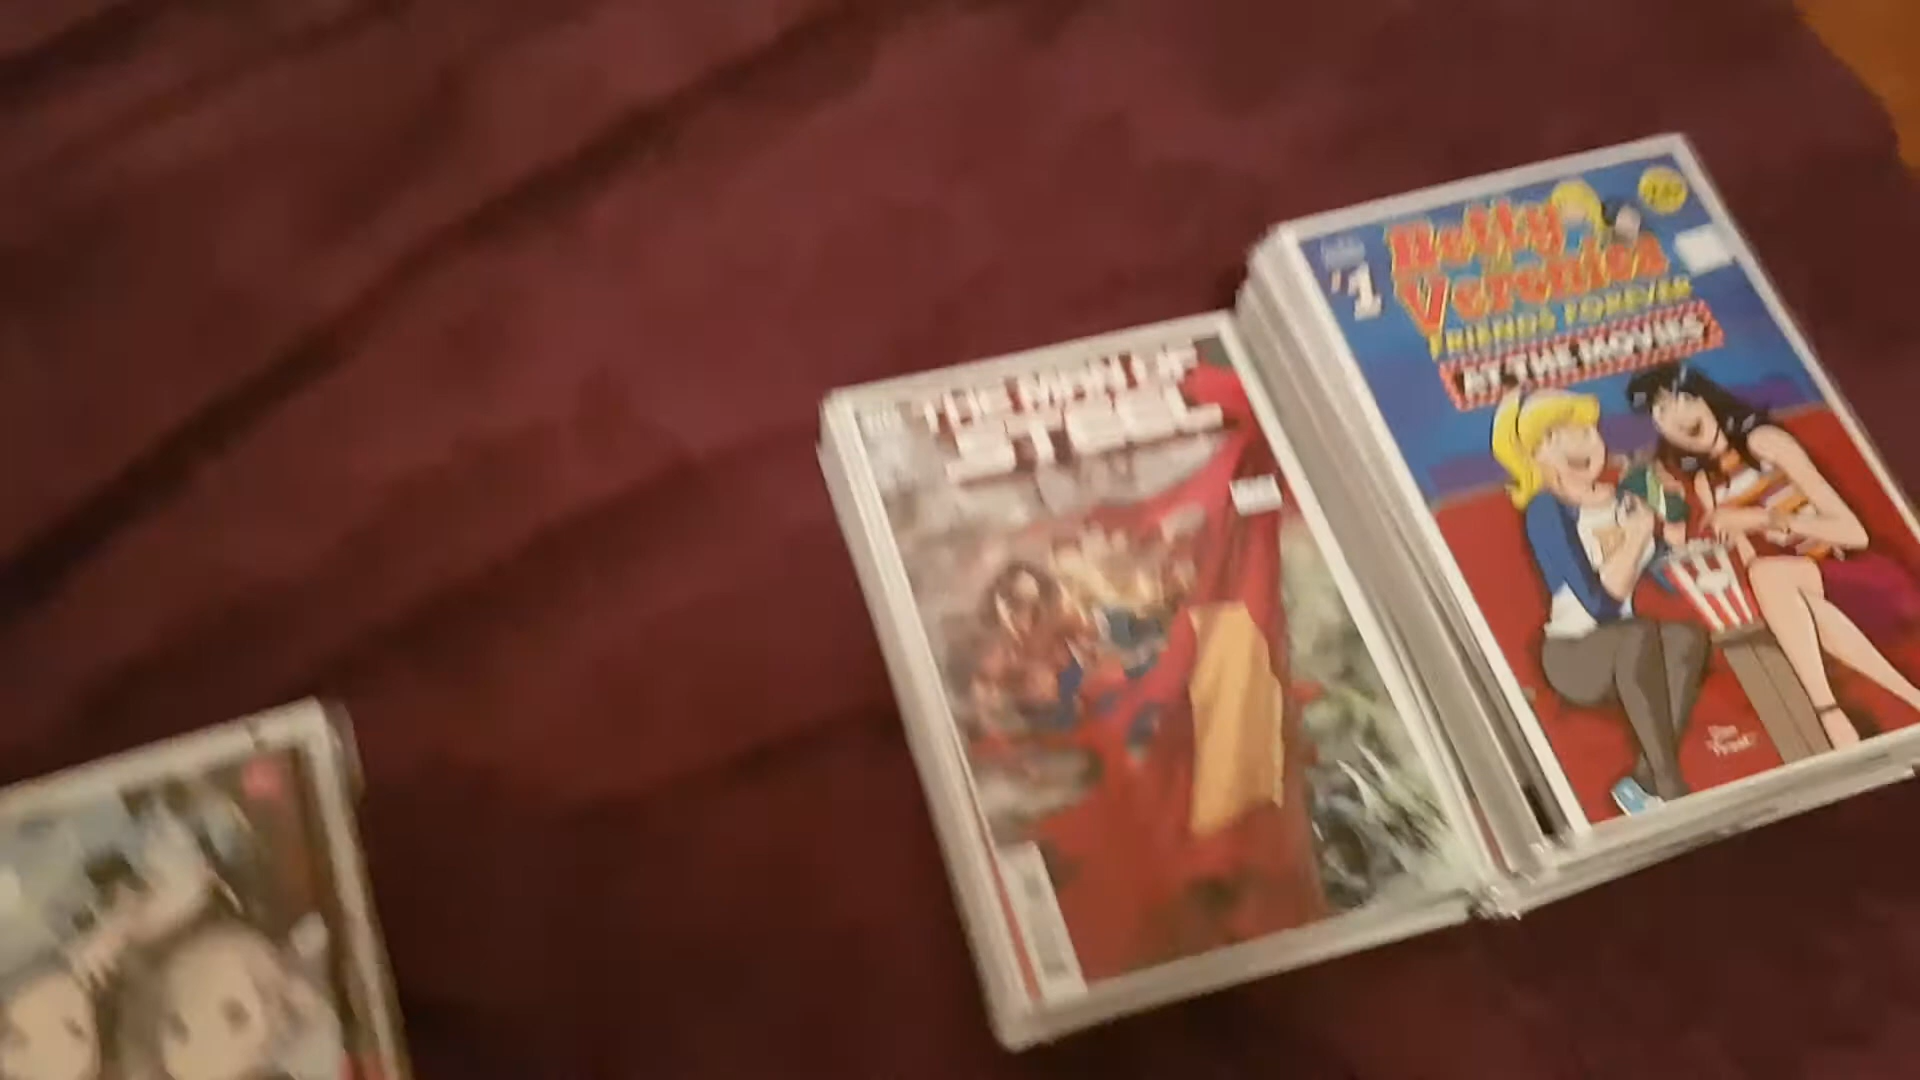 THE MAN OF
STEEL
#1
Betty
Veronica
FRIENDS FOREVER
AT THE MOVIES